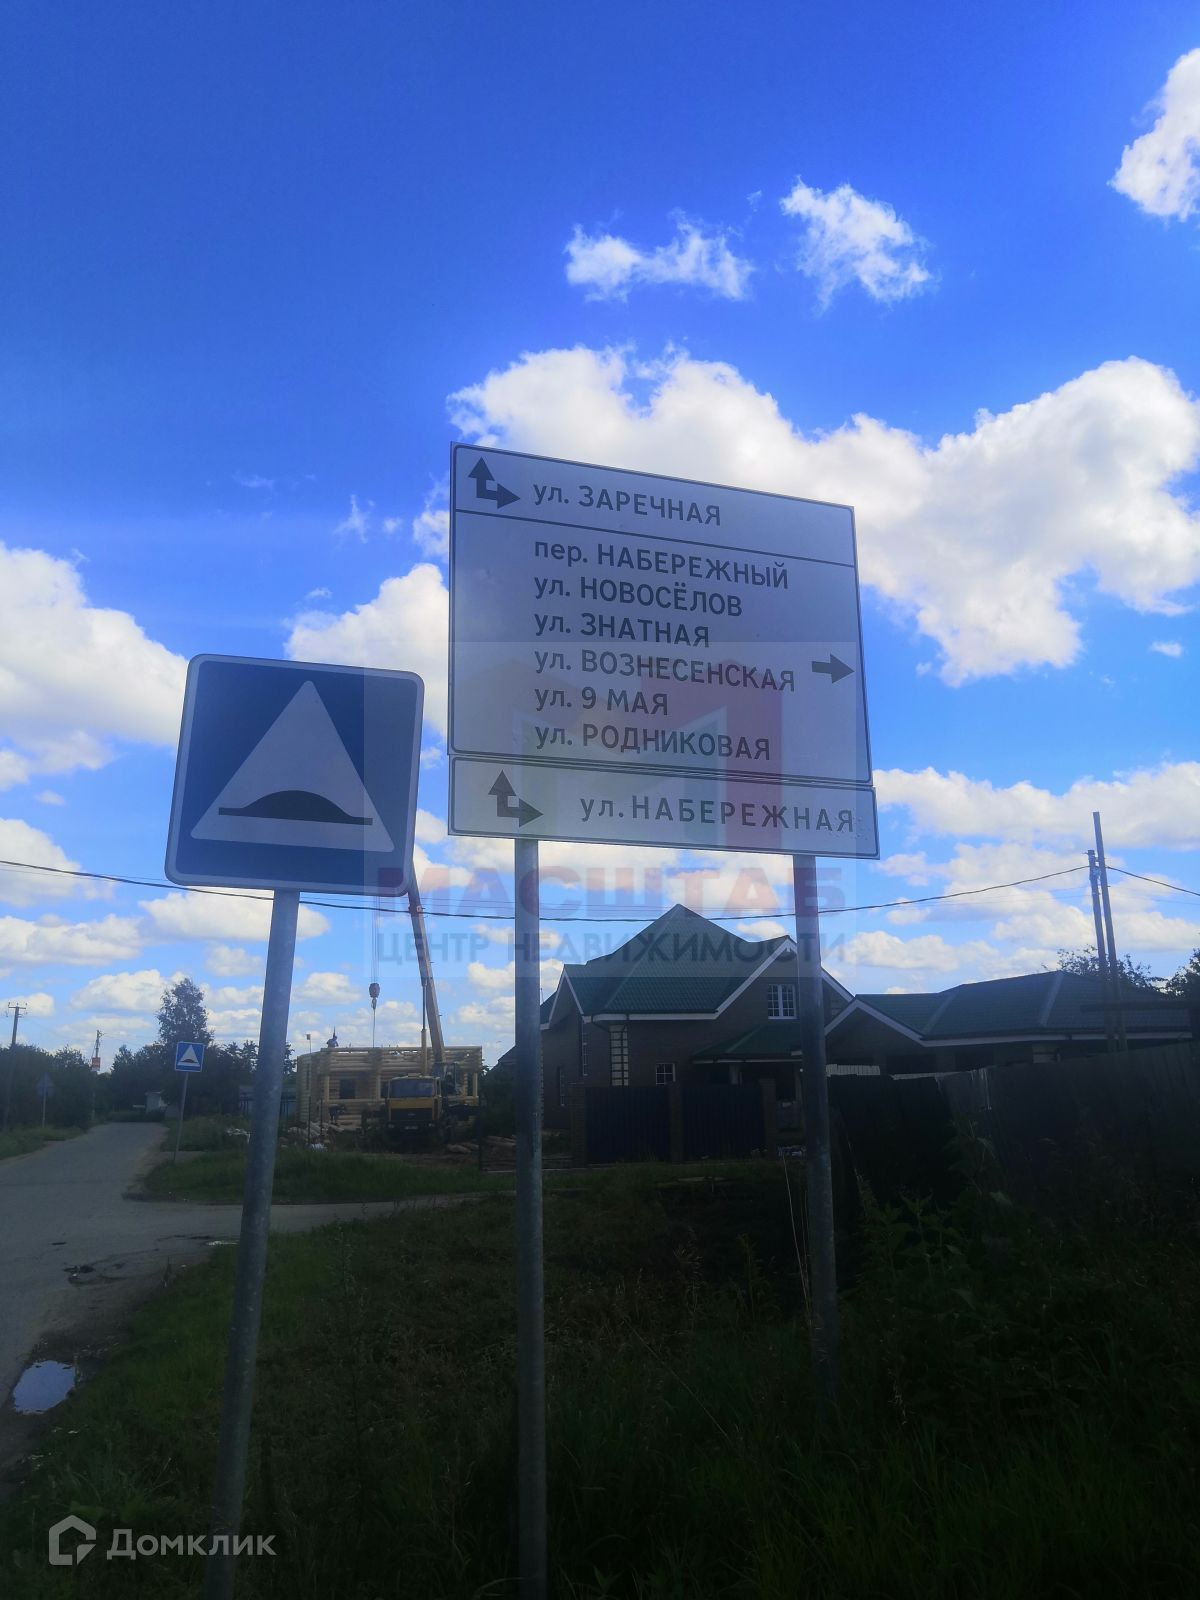 ул. ЗАРЕЧНАЯ
пер. НАБЕРЕЖНЫЙ
ул. НОВОСЁЛОВ
ул. ЗНАТНАЯ
ул. ВОЗНЕСЕНСКАЯ
ул. 9 МАЯ
ул. РОДНИКОВАЯ
ул. НАБЕРЕЖНАЯ
МАСШТАБ
ЦЕНТР НЕДВИЖИМОСТИ
Домклик